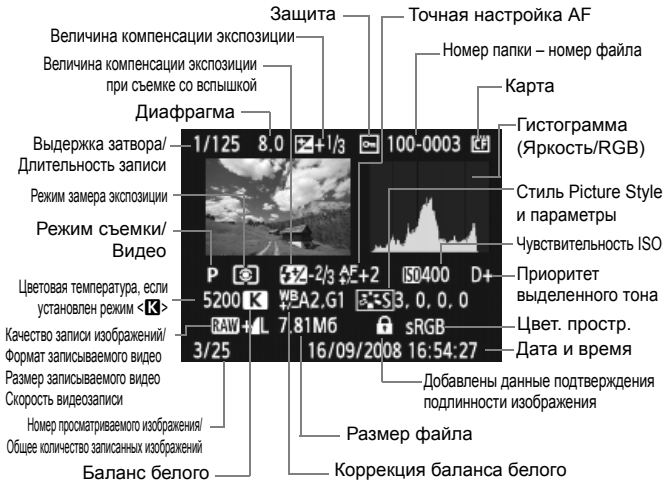 Защита
Точная настройка AF
Величина компенсации экспозиции
Номер папки – номер файла
Величина компенсации экспозиции
при съемке со вспышкой
Карта
Диафрагма
Гистограмма
(Яркость/RGB)
Выдержка затвора/
Длительность записи
1/125 8.0 +1/3 100-0003 CF
Режим замера экспозиции
Стиль Picture Style
и параметры
Режим съемки/
Видео
Чувствительность ISO
P -2/3 AF+2 ISO400 D+
Приоритет
выделенного тона
Цветовая температура, если
установлен режим <K>
5200 K WB A2,G1 S3, 0, 0, 0
Качество записи изображений/
Формат записываемого видео
Размер записываемого видео
Скорость видеозаписи
RAW+L 7.81Мб sRGB
Цвет. простр.
3/25 16/09/2008 16:54:27
Дата и время
Добавлены данные подтверждения
подлинности изображения
Номер просматриваемого изображения/
Общее количество записанных изображений
Размер файла
Баланс белого
Коррекция баланса белого